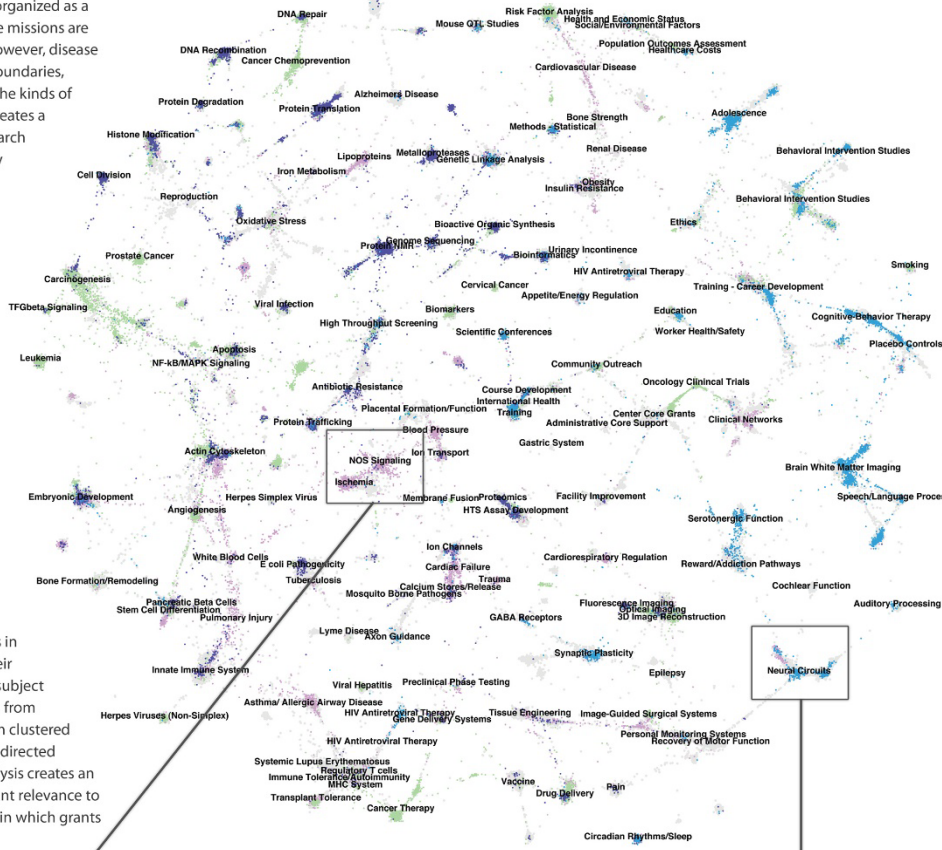 organized as a
e missions are
owever, disease
oundaries,
he kinds of
eates a
arch
s in
eir
subject
from
n clustered
directed
ysis creates an
nt relevance to
in which grants
DNA Repair
Mouse QTL Studies
Risk Factor Analysis
Health and Economic Status
Social/Environmental Factors
Population Outcomes Assessment
Healthcare Costs
DNA Recombination
Cancer Chemoprevention
Cardiovascular Disease
Protein Degradation
Alzheimers Disease
Protein Translation
Bone Strength
Adolescence
Methods - Statistical
Histone Modification
Renal Disease
Behavioral Intervention Studies
Lipoproteins
Metalloproteases
Genetic Linkage Analysis
Iron Metabolism
Cell Division
Obesity
Insulin Resistance
Reproduction
Behavioral Intervention Studies
Oxidative Stress
Bioactive Organic Synthesis
Ethics
Genome Sequencing
Protein NMR
Urinary Incontinence
Bioinformatics
Prostate Cancer
Smoking
HIV Antiretroviral Therapy
Carcinogenesis
Cervical Cancer
Training - Career Development
Appetite/Energy Regulation
TFGbeta Signaling
Viral Infection
Biomarkers
Education
Cognitive-Behavior Therapy
High Throughput Screening
Scientific Conferences
Worker Health/Safety
Placebo Controls
Leukemia
Apoptosis
NF-kB/MAPK Signaling
Community Outreach
Oncology Clinincal Trials
Antibiotic Resistance
Course Development
International Health
Training
Placental Formation/Function
Center Core Grants
Clinical Networks
Protein Trafficking
Administrative Core Support
Blood Pressure
Gastric System
Actin Cytoskeleton
Ion Transport
NOS Signaling
Brain White Matter Imaging
Ischemia
Embryonic Development
Herpes Simplex Virus
Membrane Fusion
Proteomics
Facility Improvement
Speech/Language Proce
Angiogenesis
HTS Assay Development
Serotonergic Function
Ion Channels
White Blood Cells
E coli Pathogenicity
Cardiac Failure
Cardiorespiratory Regulation
Reward/Addiction Pathways
Bone Formation/Remodeling
Tuberculosis
Trauma
Calcium Stores/Release
Mosquito Borne Pathogens
Cochlear Function
Pancreatic Beta Cells
Stem Cell Differentiation
Fluorescence Imaging
Optical Imaging
3D Image Reconstruction
Auditory Processing
Pulmonary Injury
GABA Receptors
Lyme Disease
Axon Guidance
Synaptic Plasticity
Innate Immune System
Epilepsy
Neural Circuits
Viral Hepatitis
Preclinical Phase Testing
Asthma/ Allergic Airway Disease
Herpes Viruses (Non-Simplex)
HIV Antiretroviral Therapy
Gene Delivery Systems
Tissue Engineering
Image-Guided Surgical Systems
Personal Monitoring Systems
Recovery of Motor Function
HIV Antiretroviral Therapy
Systemic Lupus Erythematosus
Regulatory T cells
Immune Tolerance/Autoimmunity
MHC System
Transplant Tolerance
Vaccine
Drug Delivery
Pain
Cancer Therapy
Circadian Rhythms/Sleep